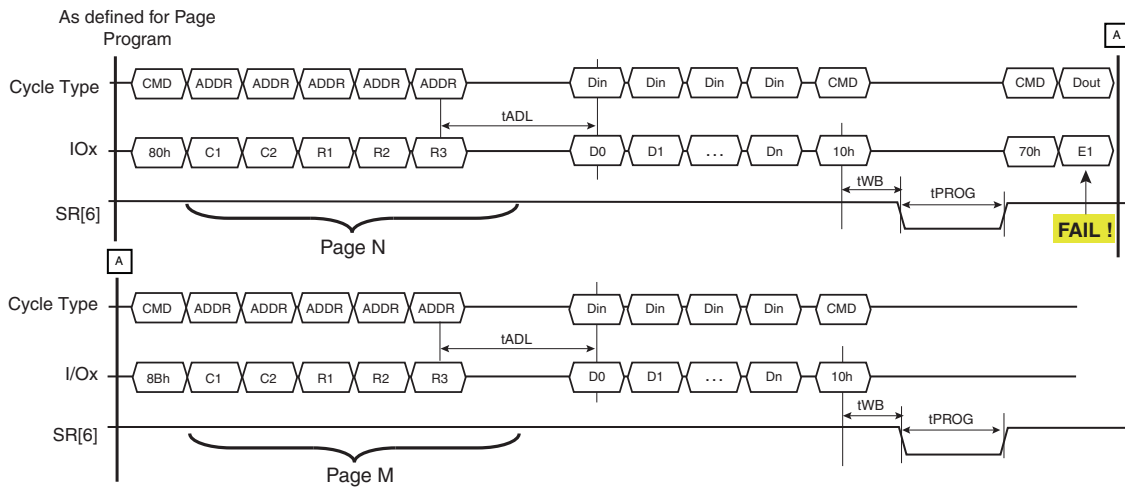 As defined for Page
Program
A
Cycle Type
CMD ADDR ADDR ADDR ADDR ADDR Din Din Din Din CMD CMD Dout
tADL
IOx
80h C1 C2 R1 R2 R3 D0 D1 ... Dn 10h 70h E1
tWB
tPROG
SR[6]
FAIL !
Page N
A
Cycle Type
CMD ADDR ADDR ADDR ADDR ADDR Din Din Din Din CMD
tADL
I/Ox
8Bh C1 C2 R1 R2 R3 D0 D1 ... Dn 10h
tWB
tPROG
SR[6]
Page M